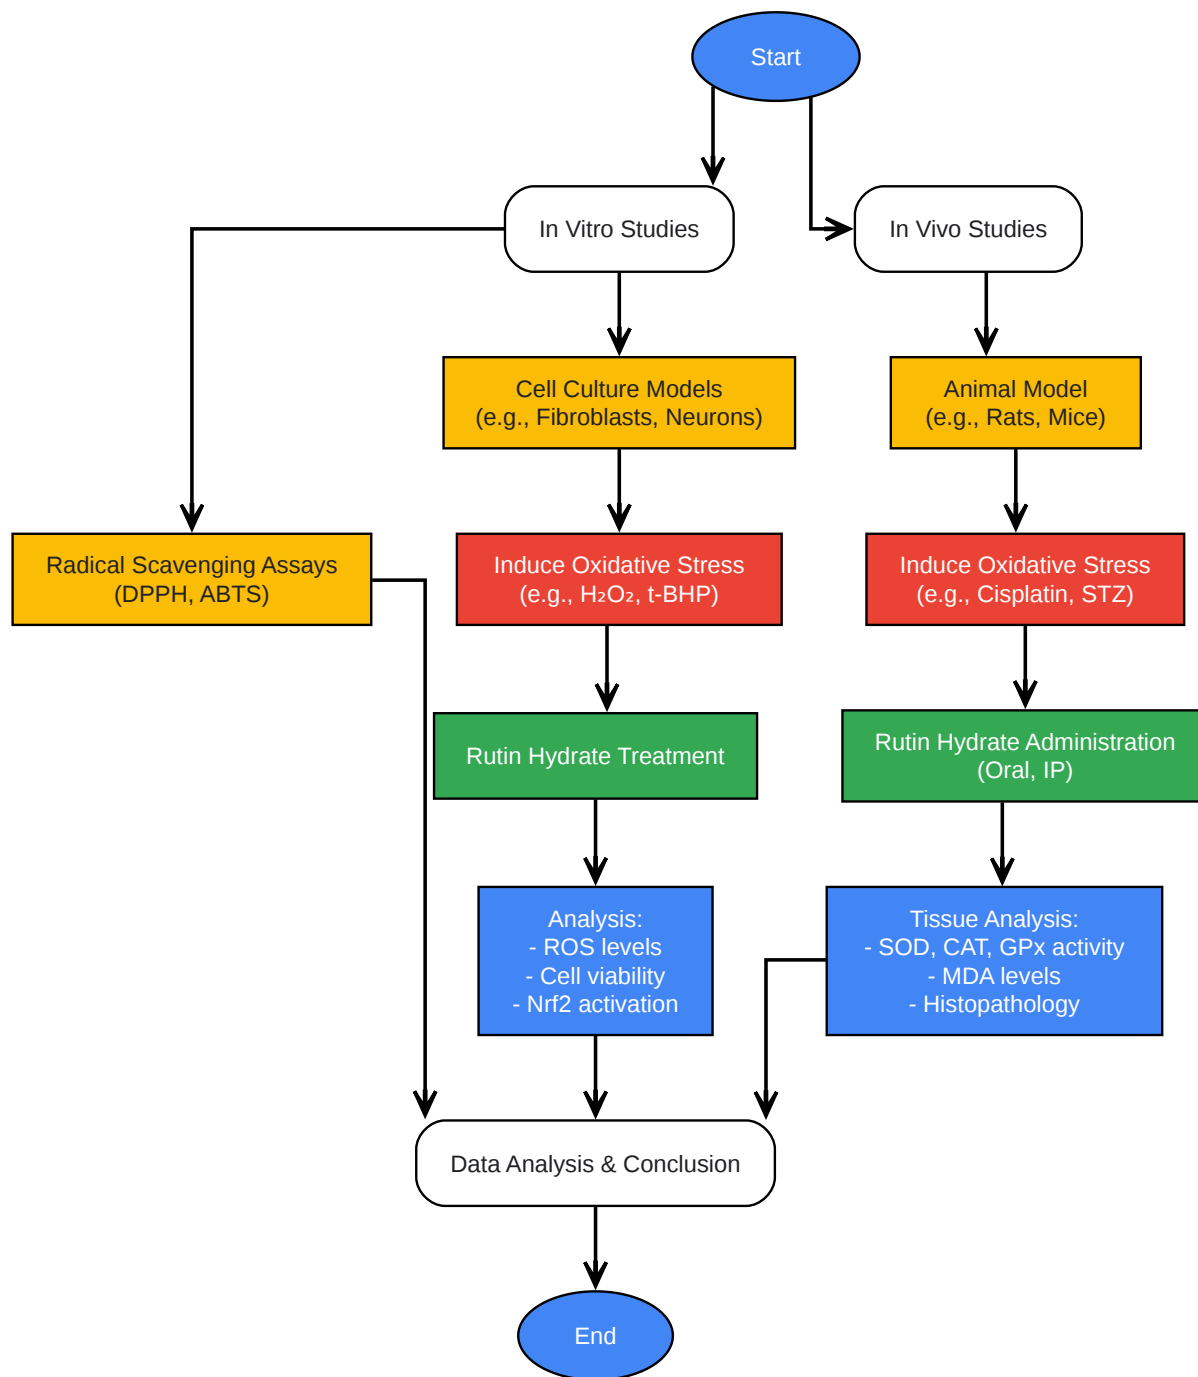 Start
In Vitro Studies
In Vivo Studies
Cell Culture Models
(e.g., Fibroblasts, Neurons)
Animal Model
(e.g., Rats, Mice)
Radical Scavenging Assays
(DPPH, ABTS)
Induce Oxidative Stress
(e.g., H₂O₂, t-BHP)
Induce Oxidative Stress
(e.g., Cisplatin, STZ)
Rutin Hydrate Treatment
Rutin Hydrate Administration
(Oral, IP)
Analysis:
- ROS levels
- Cell viability
- Nrf2 activation
Tissue Analysis:
- SOD, CAT, GPx activity
- MDA levels
- Histopathology
Data Analysis & Conclusion
End